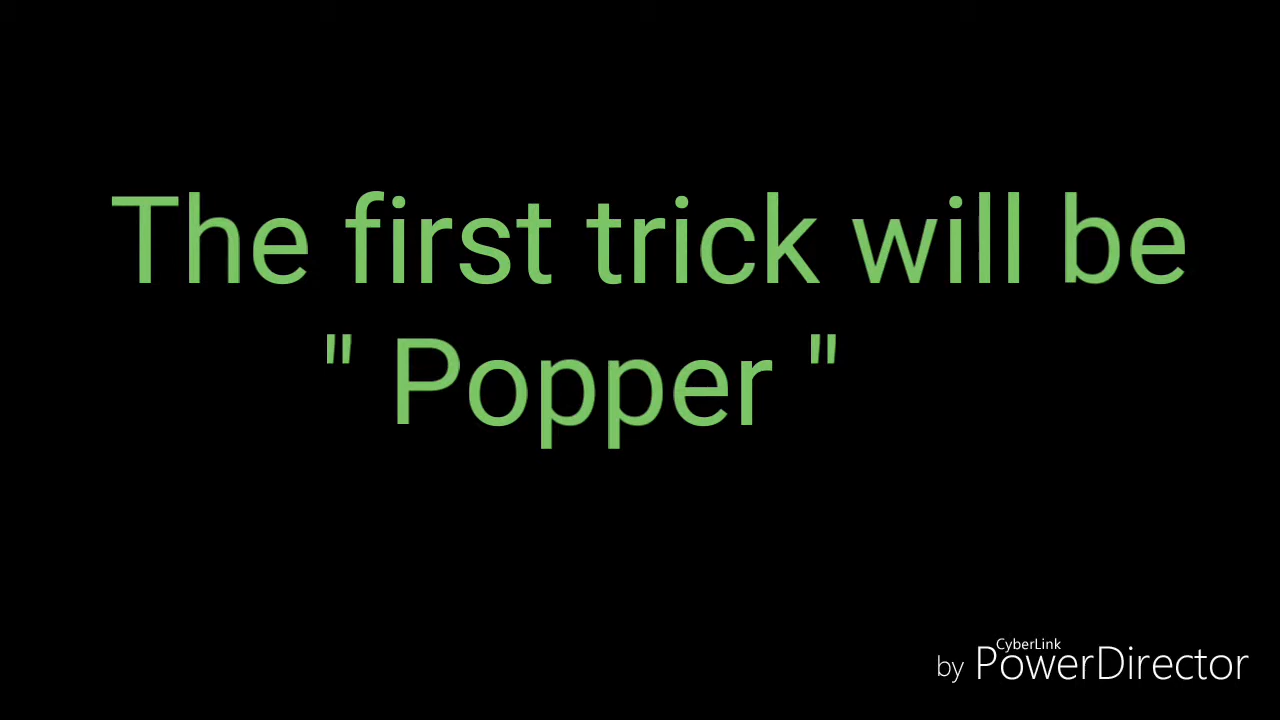 The first trick will be
" Popper "
CyberLink
by PowerDirector